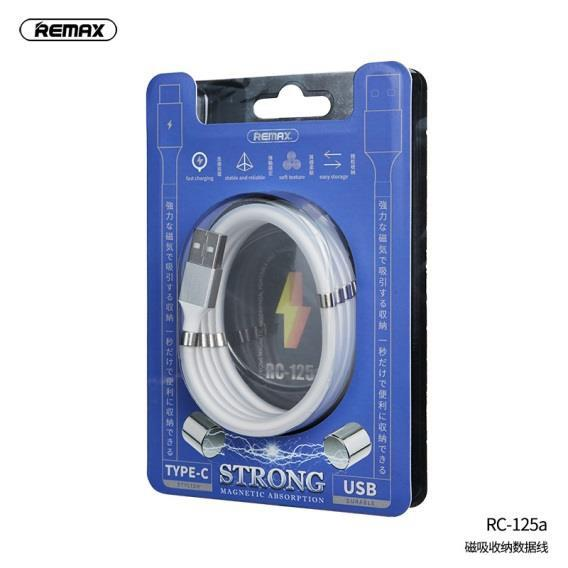 REMAX
REMAX
fast charging
stable and reliable
soft texture
easy storage
強力な磁気で吸引する収納 一秒だけで便利に収納できる
強力な磁気で吸引する収納 一秒だけで便利に収納できる
RC-125
TYPE-C
STYLISH
STRONG
MAGNETIC ABSORPTION
USB
DURABLE
RC-125a
磁吸收纳数据线